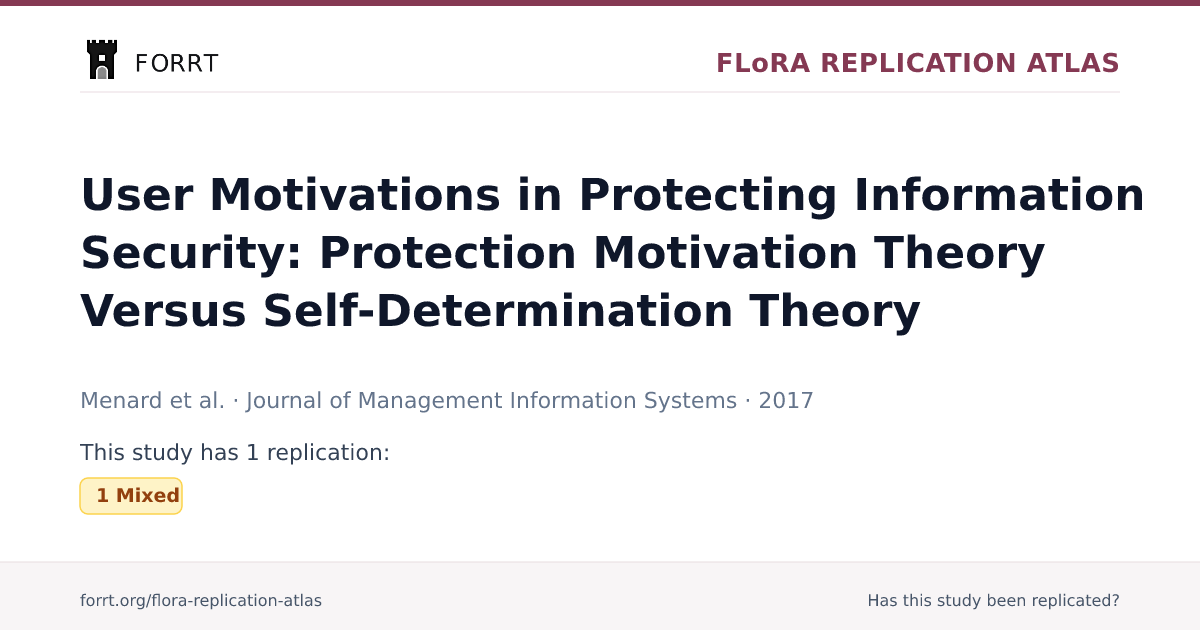 FORRT
FLoRA REPLICATION ATLAS
User Motivations in Protecting Information
Security: Protection Motivation Theory
Versus Self-Determination Theory
Menard et al. · Journal of Management Information Systems · 2017
This study has 1 replication:
1 Mixed
forrt.org/flora-replication-atlas
Has this study been replicated?